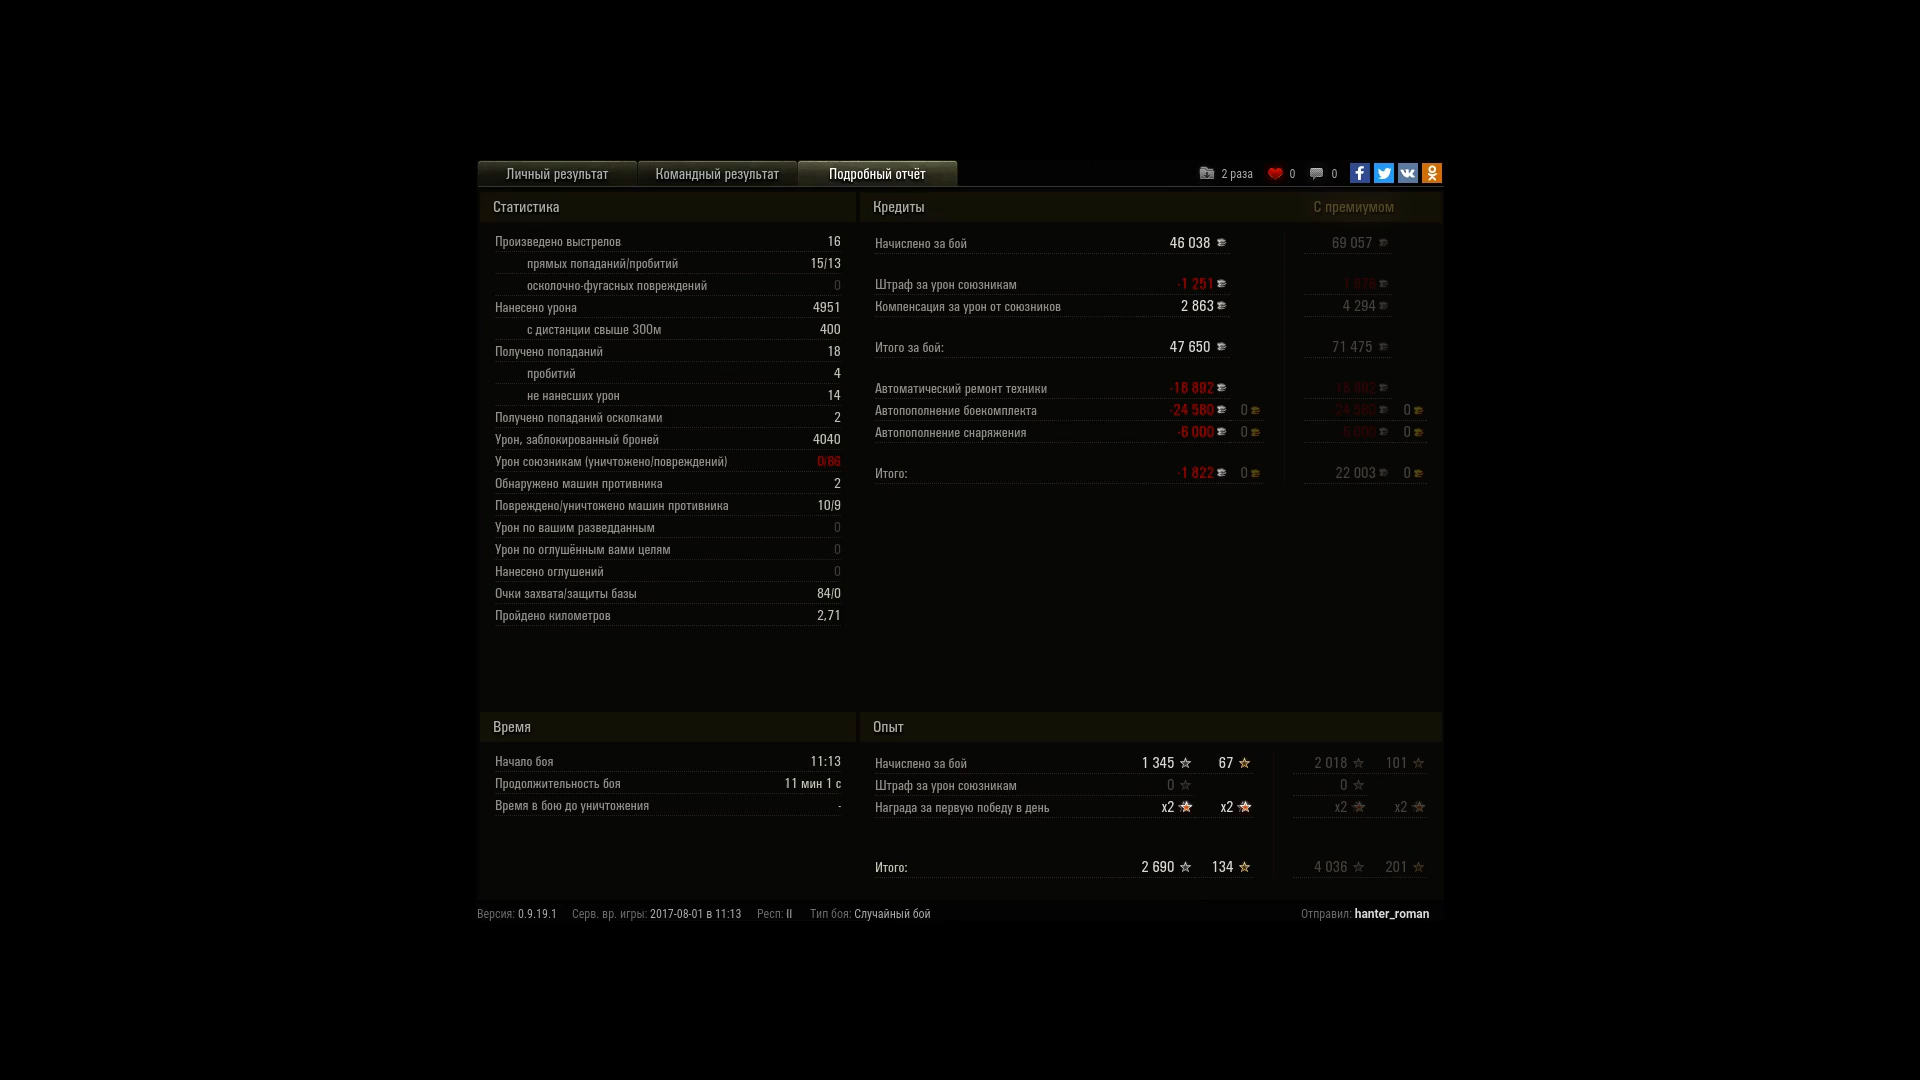 Личный результат Командный результат Подробный отчёт 2 раза 0 0
Статистика
Произведено выстрелов 16
прямых попаданий/пробитий 15/13
осколочно-фугасных повреждений 0
Нанесено урона 4951
с дистанции свыше 300м 400
Получено попаданий 18
пробитий 4
не нанесших урон 14
Получено попаданий осколками 2
Урон, заблокированный броней 4040
Урон союзникам (уничтожено/повреждений) 0/86
Обнаружено машин противника 2
Повреждено/уничтожено машин противника 10/9
Урон по вашим разведданным 0
Урон по оглушённым вами целям 0
Нанесено оглушений 0
Очки захвата/защиты базы 84/0
Пройдено километров 2,71
Кредиты С премиумом
Начислено за бой 46 038 69 057
Штраф за урон союзникам -1 251
Компенсация за урон от союзников 2 863 4 294
Итого за бой: 47 650 71 475
Автоматический ремонт техники -18 892 18 892
Автопополнение боекомплекта -24 580 0 24 580 0
Автопополнение снаряжения -6 000 0 6 000 0
Итого: -1 822 0 22 003 0
Время
Начало боя 11:13
Продолжительность боя 11 мин 1 с
Время в бою до уничтожения -
Опыт
Начислено за бой 1 345 67 2 018 101
Штраф за урон союзникам 0 0
Награда за первую победу в день x2 x2 x2 x2
Итого: 2 690 134 4 036 201
Версия: 0.9.19.1 Серв. вр. игры: 2017-08-01 в 11:13 Респ: II Тип боя: Случайный бой Отправил: hanter_roman